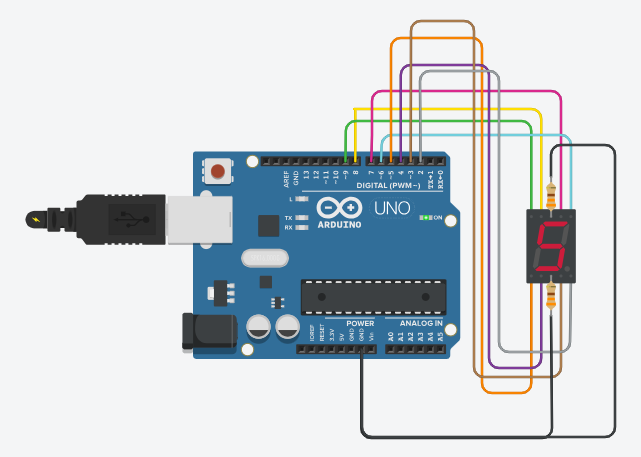 AREF
GND
13
12
~11
~10
~9
8
7
~6
~5
4
~3
2
TX→1
RX←0
DIGITAL (PWM~)
L
TX
RX
UNO
ARDUINO
ON
5
POWER
ANALOG IN
IOREF
RESET
3.3V
5V
GND
GND
Vin
A0
A1
A2
A3
A4
A5